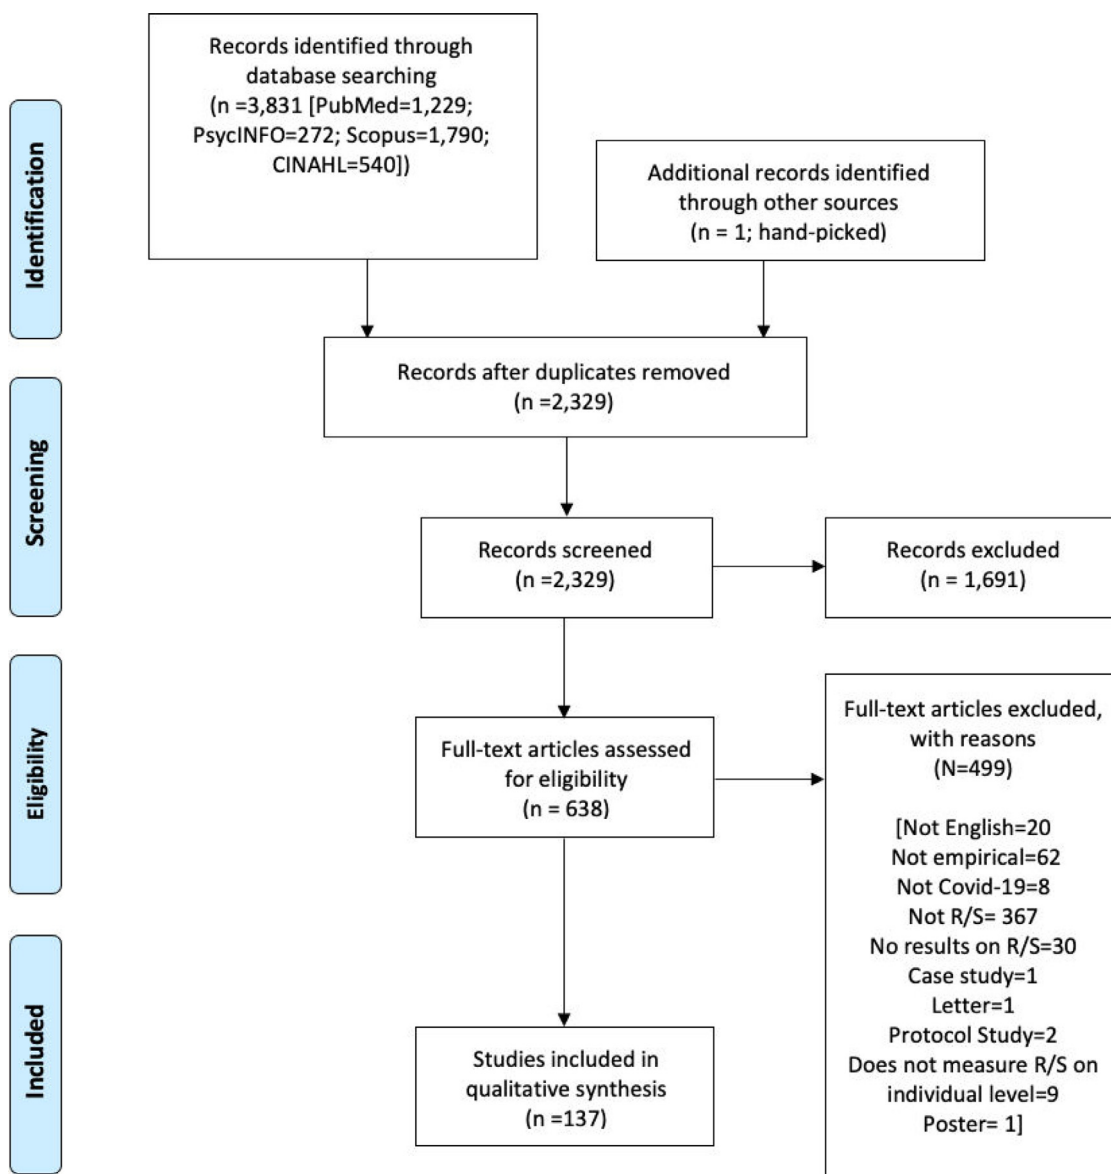 Identification
Records identified through
database searching
(n =3,831 [PubMed=1,229;
PsycINFO=272; Scopus=1,790;
CINAHL=540])
Additional records identified
through other sources
(n = 1; hand-picked)
Records after duplicates removed
(n =2,329)
Screening
Records screened
(n =2,329)
Records excluded
(n = 1,691)
Eligibility
Full-text articles assessed
for eligibility
(n = 638)
Full-text articles excluded,
with reasons
(N=499)
[Not English=20
Not empirical=62
Not Covid-19=8
Not R/S= 367
No results on R/S=30
Case study=1
Letter=1
Protocol Study=2
Does not measure R/S on
individual level=9
Poster= 1]
Included
Studies included in
qualitative synthesis
(n =137)